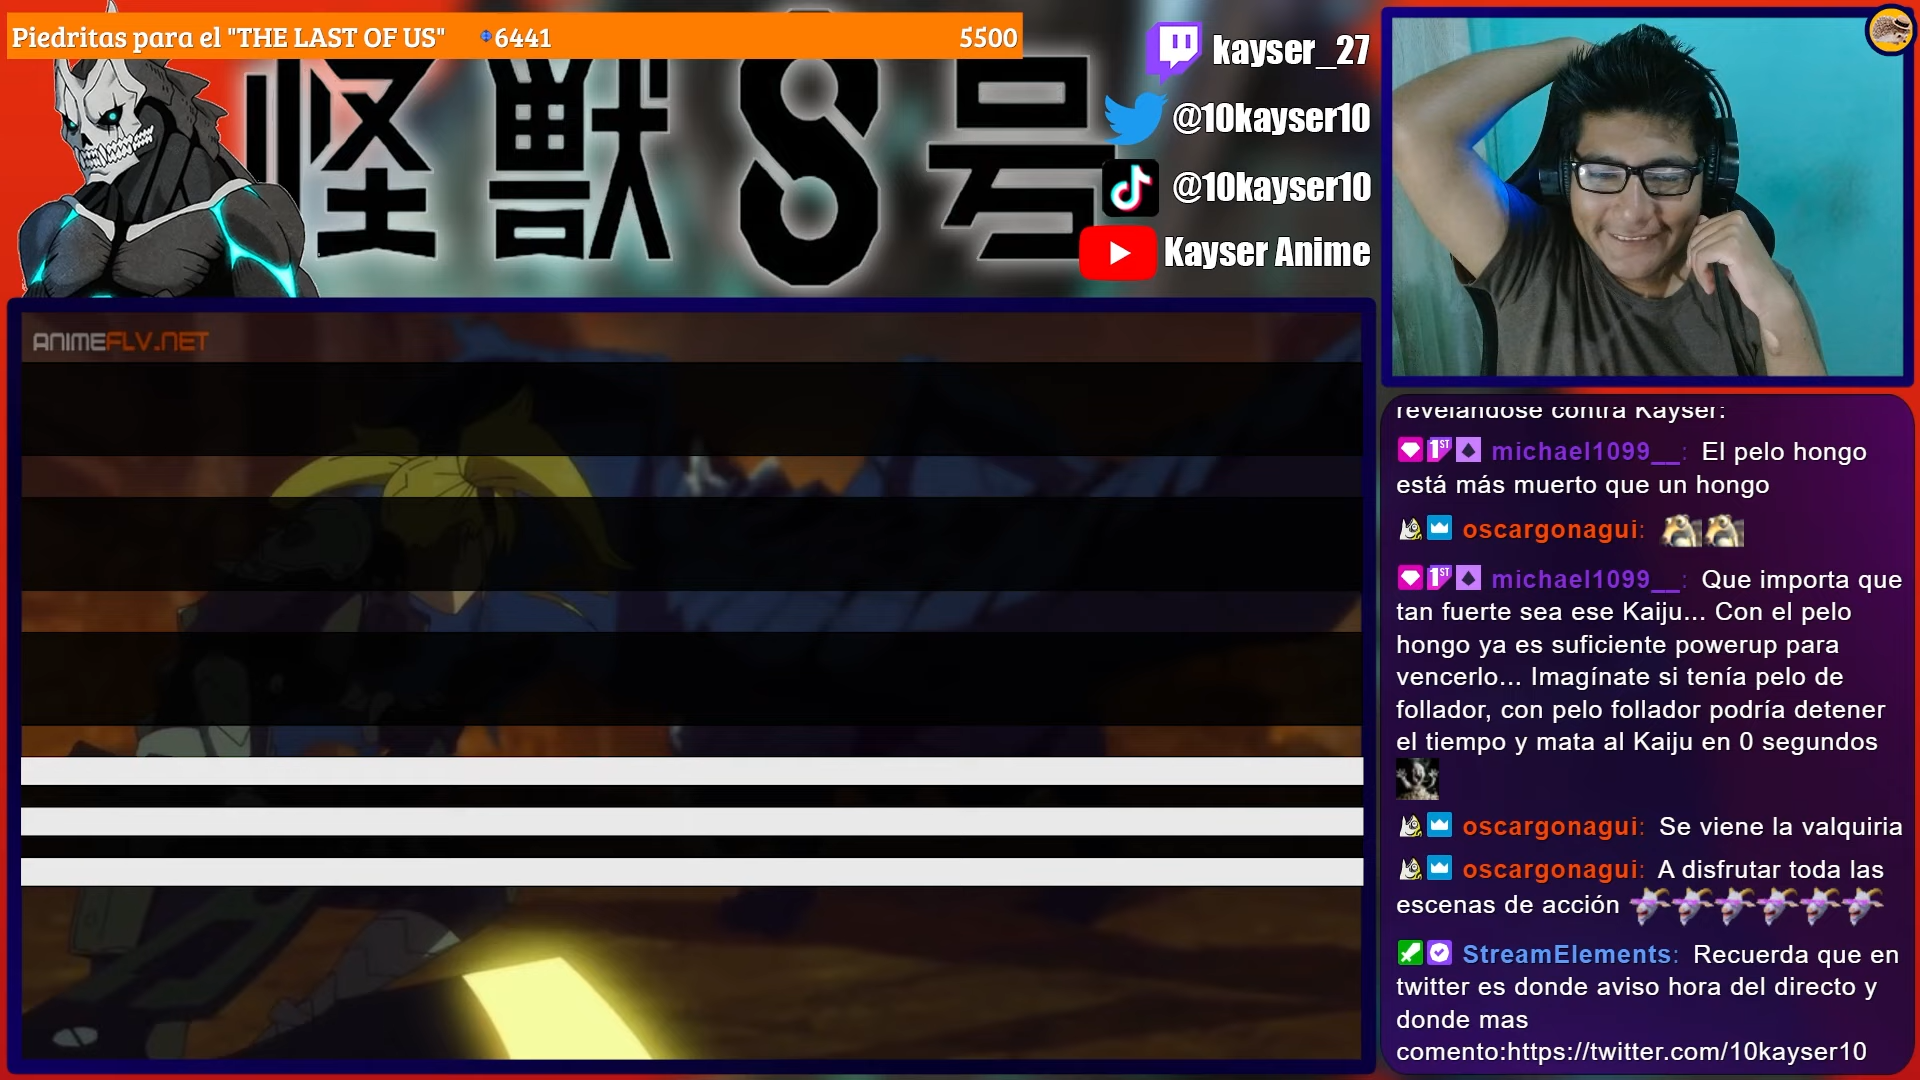 Piedritas para el "THE LAST OF US" 6441 5500
怪獣8号
kayser_27
@10kayser10
@10kayser10
Kayser Anime
ANIMEFLV.NET
revelandose contra Kayser:
1ST michael1099__: El pelo hongo
está más muerto que un hongo
oscargonagui:
1ST michael1099__: Que importa que
tan fuerte sea ese Kaiju... Con el pelo
hongo ya es suficiente powerup para
vencerlo... Imagínate si tenía pelo de
follador, con pelo follador podría detener
el tiempo y mata al Kaiju en 0 segundos
oscargonagui: Se viene la valquiria
oscargonagui: A disfrutar toda las
escenas de acción
StreamElements: Recuerda que en
twitter es donde aviso hora del directo y
donde mas
comento:https://twitter.com/10kayser10